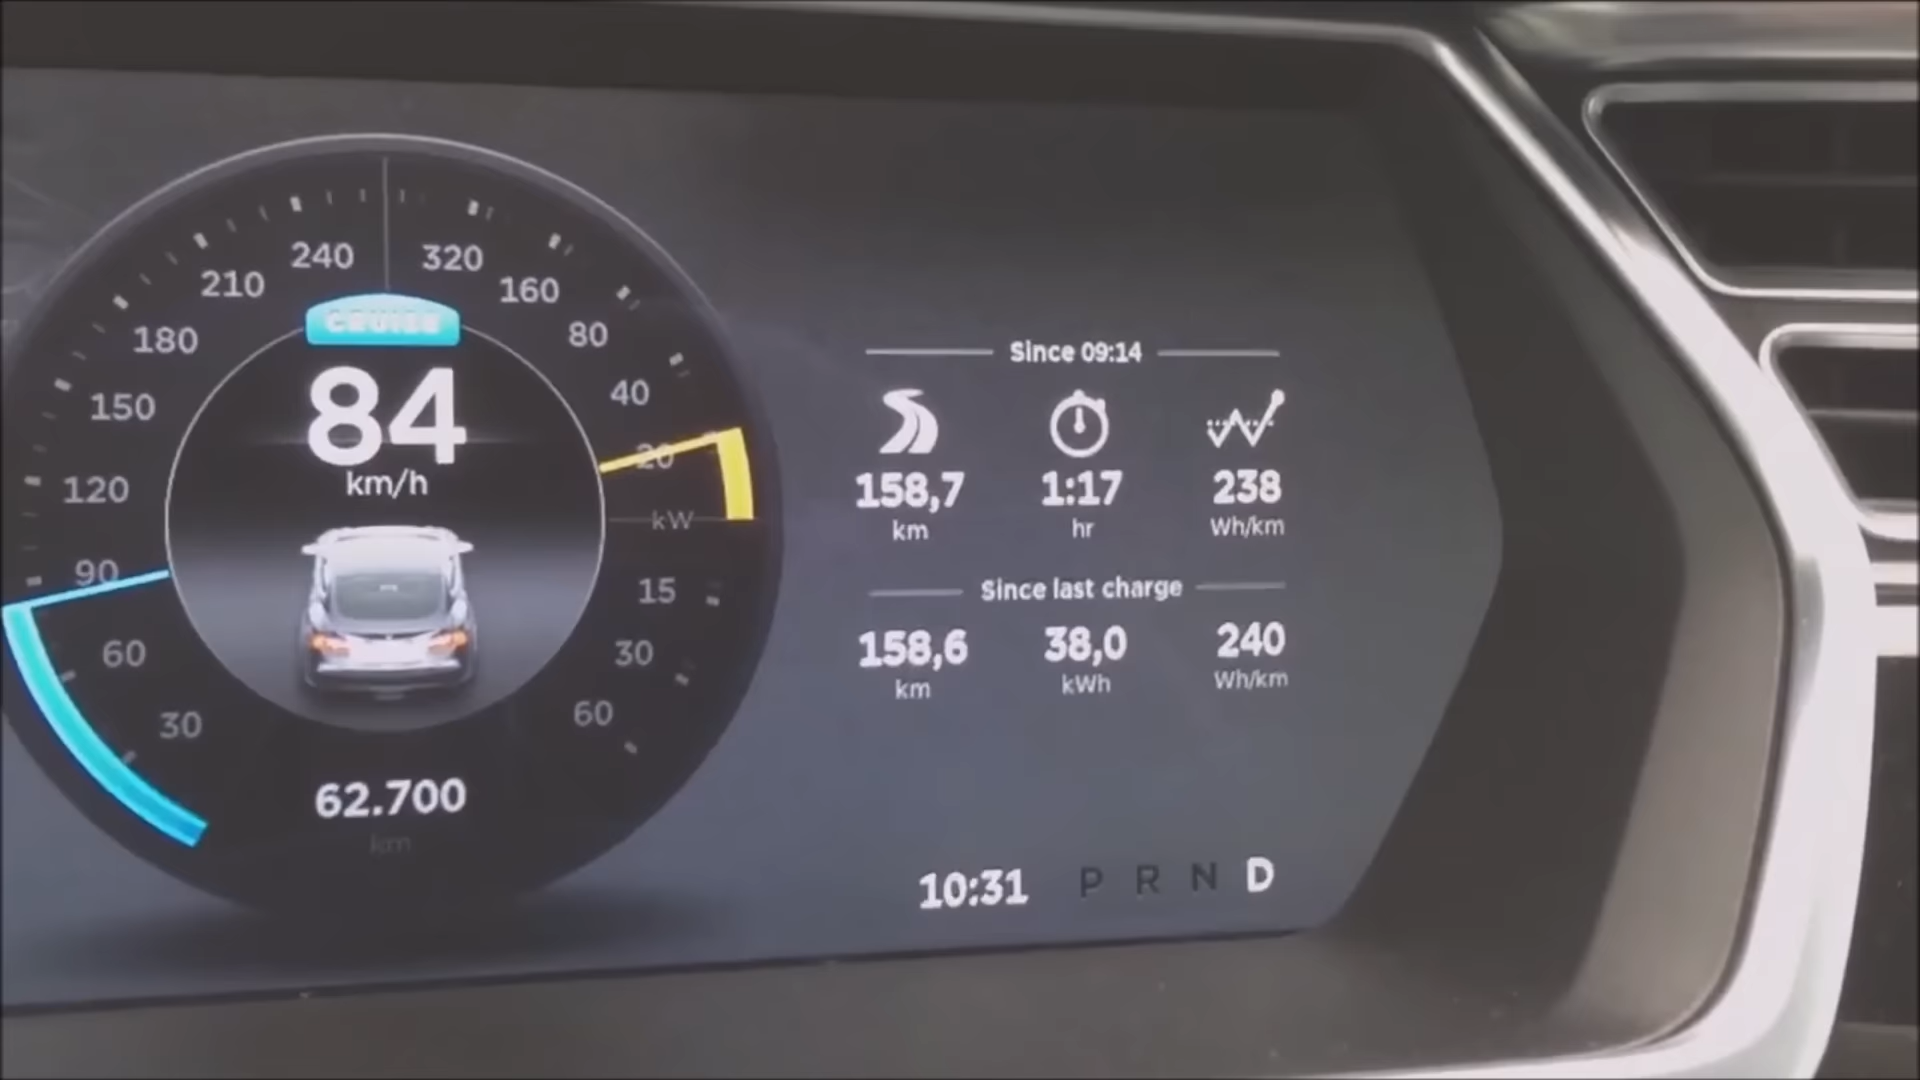 240 320
210 160
180 80
150 40
120 20
90 kW
60 15
30 30
60
CRUISE
84
km/h
62.700
km
Since 09:14
158,7 1:17 238
km hr Wh/km
Since last charge
158,6 38,0 240
km kWh Wh/km
10:31 P R N D